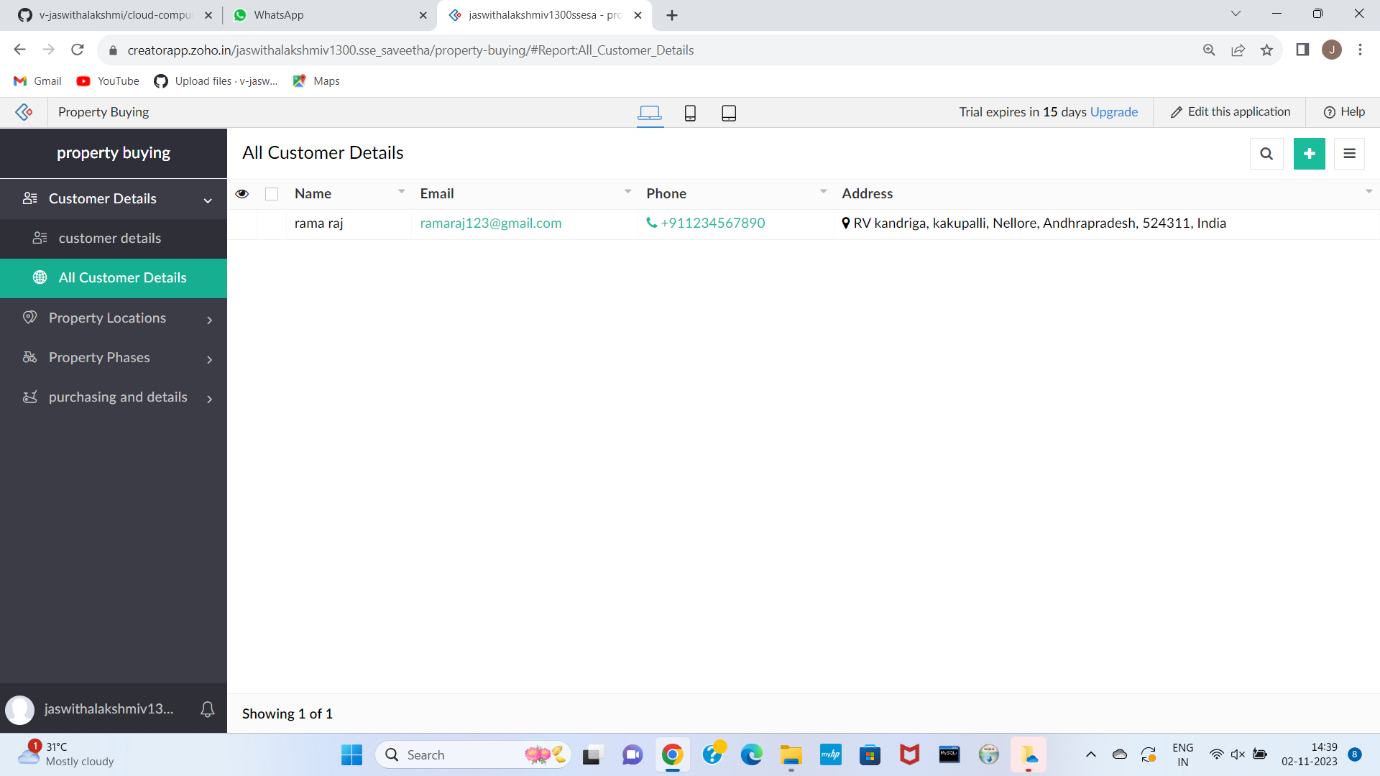 v-jaswithalakshmi/cloud-compu
WhatsApp
jaswithalakshmiv1300ssesa - pro
creatorapp.zoho.in/jaswithalakshmiv1300.sse_saveetha/property-buying/#Report:All_Customer_Details
J
Gmail
YouTube
Upload files · v-jasw...
Maps
Property Buying
Trial expires in 15 days Upgrade
Edit this application
Help
property buying
All Customer Details
Customer Details
customer details
All Customer Details
Property Locations
Property Phases
purchasing and details
Name Email Phone Address
rama raj ramaraj123@gmail.com +911234567890 RV kandriga, kakupalli, Nellore, Andhrapradesh, 524311, India
jaswithalakshmiv13...
Showing 1 of 1
1
31°C
Mostly cloudy
Search
myhp
MySQL
ENG
IN
14:39
02-11-2023
8